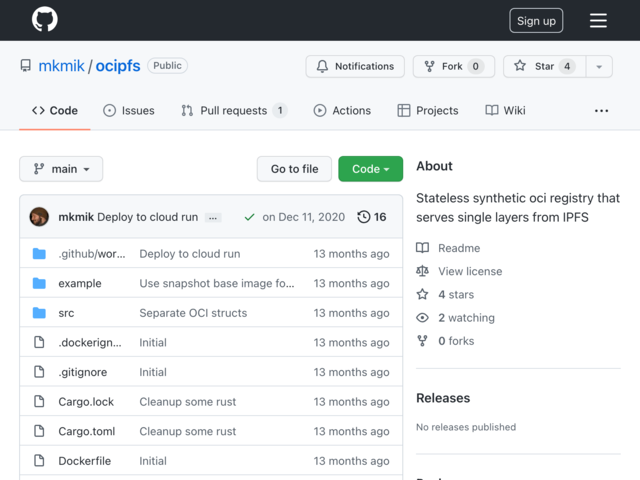 Sign up
mkmik / ocipfs Public
Notifications Fork 0 Star 4
Code Issues Pull requests 1 Actions Projects Wiki ...
main Go to file Code
mkmik Deploy to cloud run ... on Dec 11, 2020 16
.github/wor... Deploy to cloud run 13 months ago
example Use snapshot base image fo... 13 months ago
src Separate OCI structs 13 months ago
.dockerign... Initial 13 months ago
.gitignore Initial 13 months ago
Cargo.lock Cleanup some rust 13 months ago
Cargo.toml Cleanup some rust 13 months ago
Dockerfile Initial 13 months ago
About
Stateless synthetic oci registry that
serves single layers from IPFS
Readme
View license
4 stars
2 watching
0 forks
Releases
No releases published